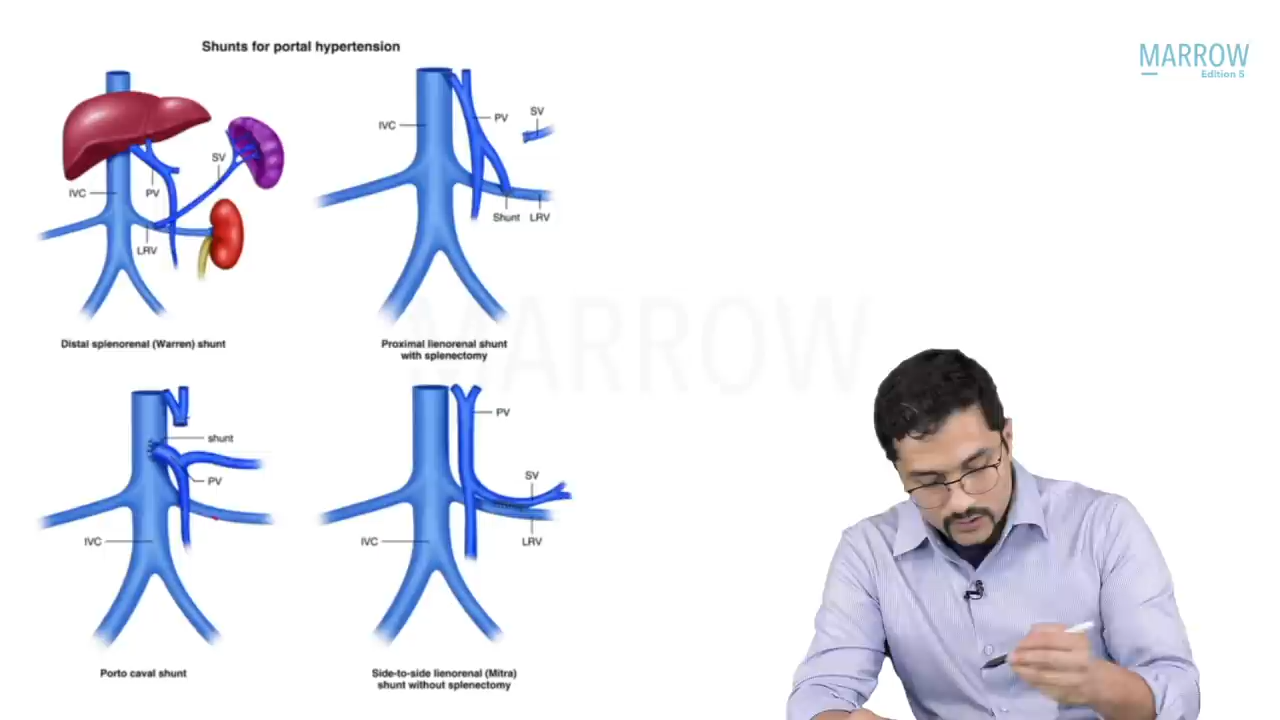 Shunts for portal hypertension
MARROW
Edition 5
SV
IVC
PV
LRV
IVC
PV
SV
Shunt
LRV
Distal splenorenal (Warren) shunt
Proximal lienorenal shunt
with splenectomy
MARROW
shunt
PV
IVC
PV
SV
IVC
LRV
Porto caval shunt
Side-to-side lienorenal (Mitra)
shunt without splenectomy